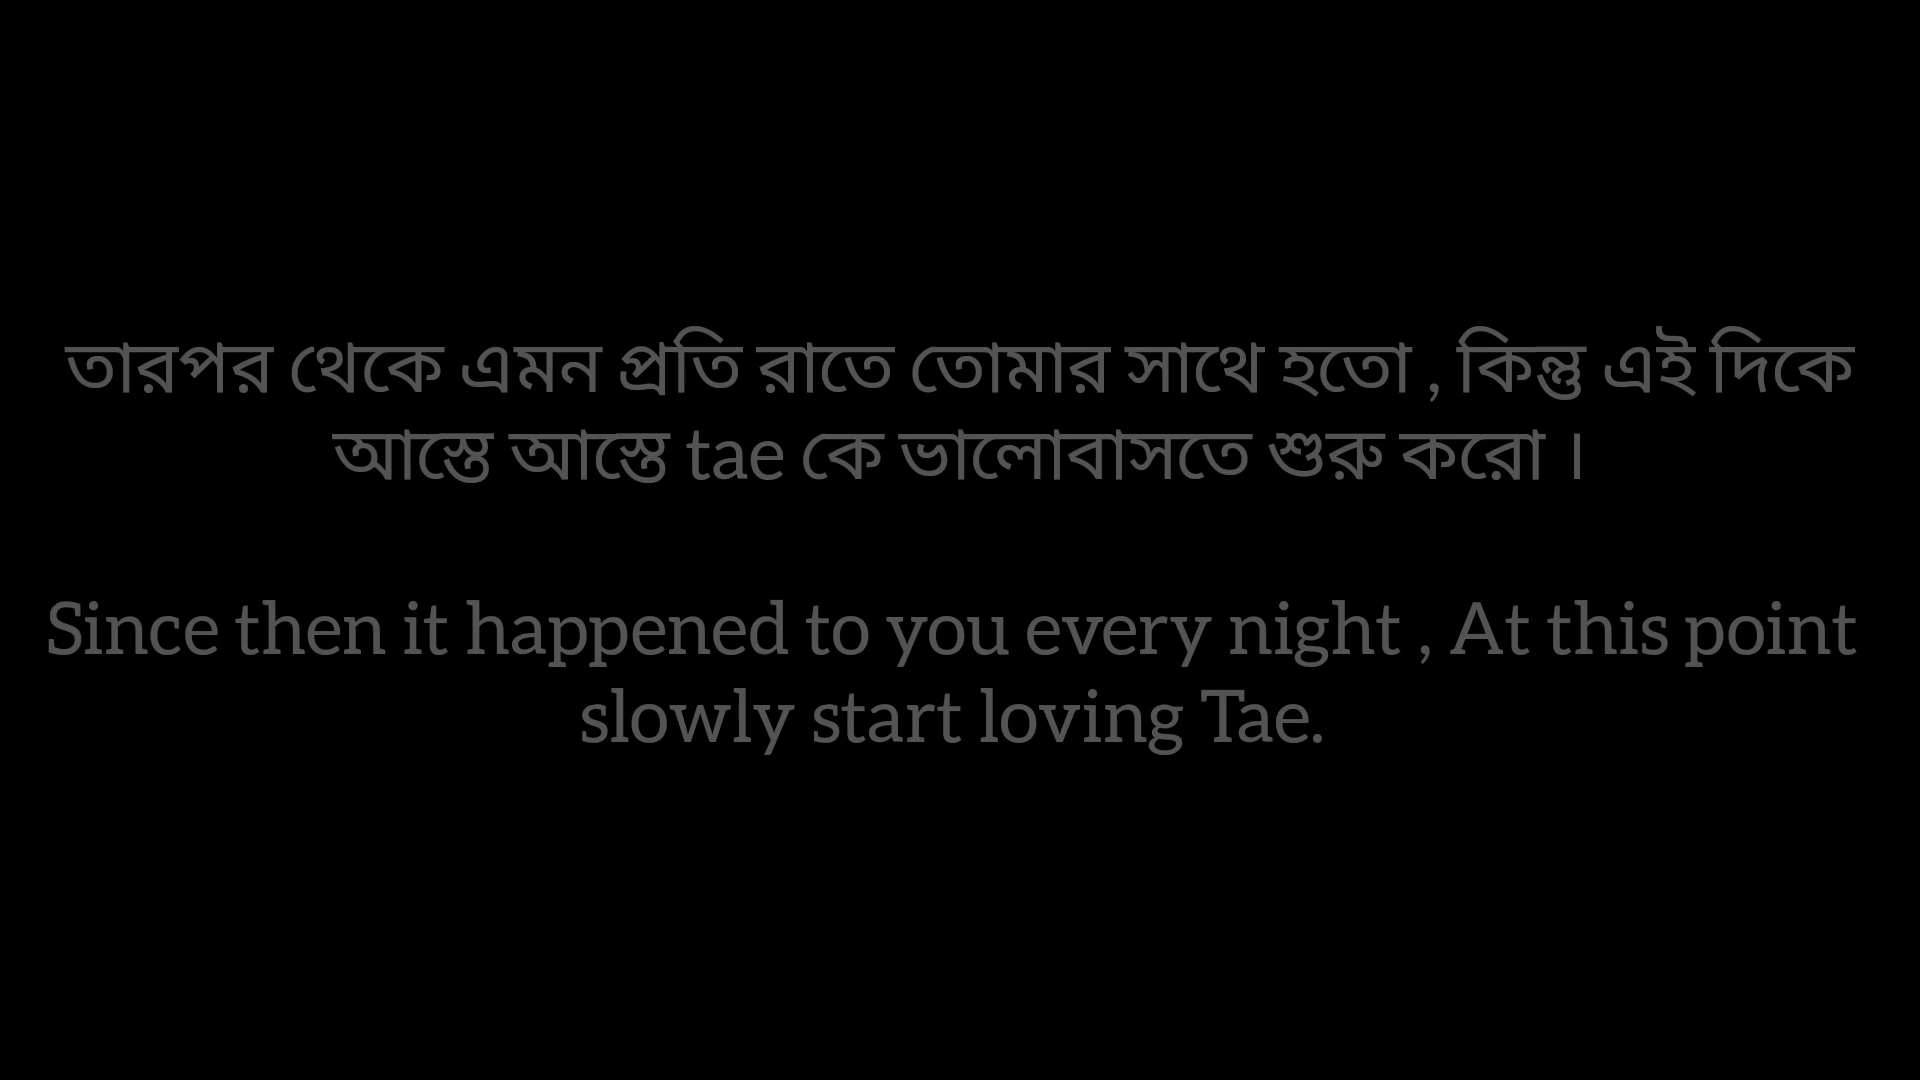 তারপর থেকে এমন প্রতি রাতে তোমার সাথে হতো , কিন্তু এই দিকে
আস্তে আস্তে tae কে ভালোবাসতে শুরু করো ।
Since then it happened to you every night , At this point
slowly start loving Tae.